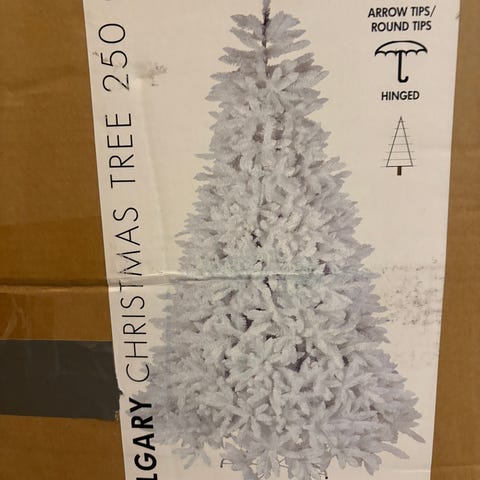 LGARY CHRISTMAS TREE 250
ARROW TIPS/
ROUND TIPS
HINGED